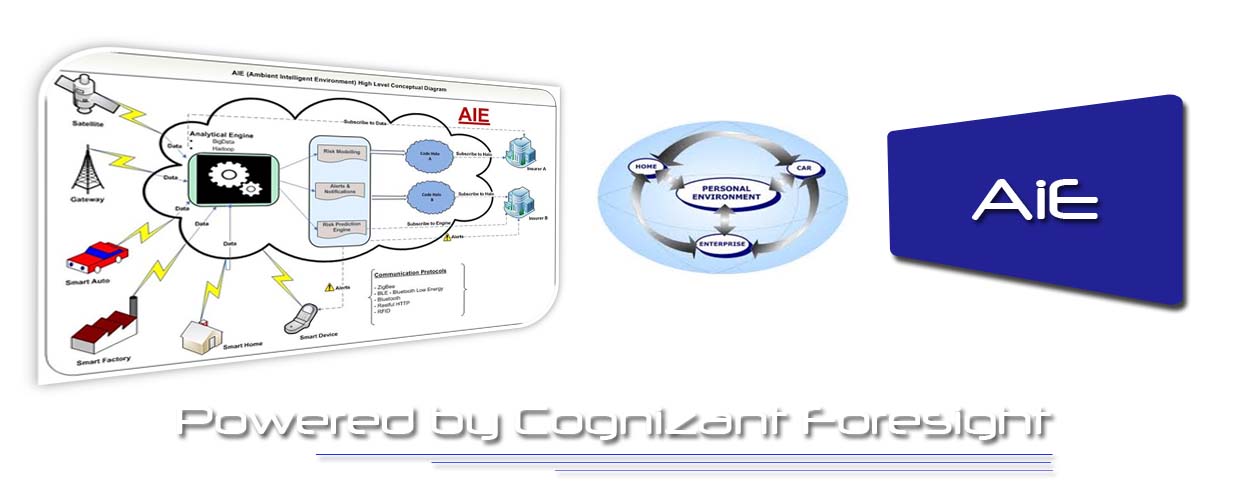 AIE (Ambient Intelligent Environment) High Level Conceptual Diagram
AIE
Satellite
Gateway
Smart Auto
Smart Factory
Smart Home
Smart Device
Data
Data
Data
Data
Data
Analytical Engine
BigData
Hadoop
Subscribe to Data
Risk Modelling
Alerts &
Notifications
Risk Prediction
Engine
Code Halo
A
Code Halo
B
Subscribe to Halo
Subscribe to Halo
Subscribe to Engine
Alerts
Alerts
Insurer A
Insurer B
Communication Protocols
- ZigBee
- BLE - Bluetooth Low Energy
- Bluetooth
- Restful HTTP
- RFID
HOME
CAR
PERSONAL
ENVIRONMENT
ENTERPRISE
AiE
Powered by Cognizant Foresight